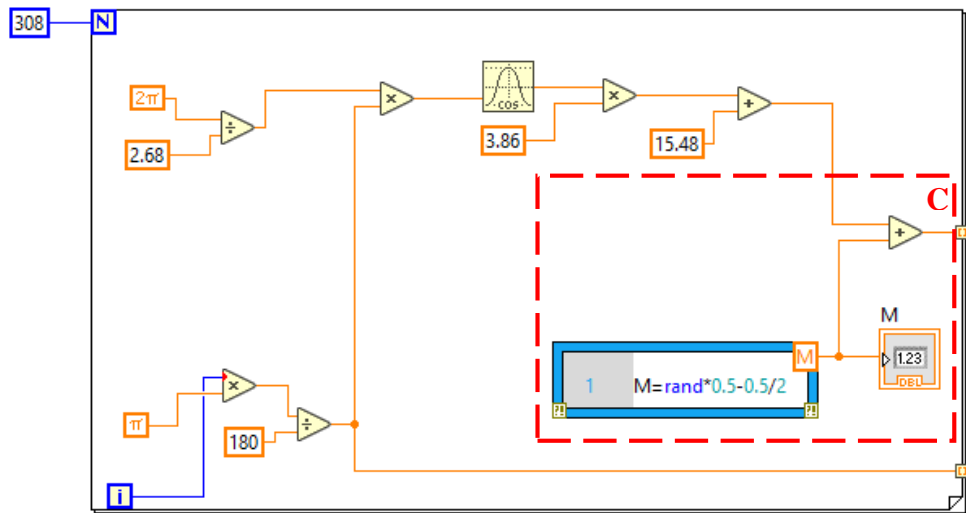 308
N
2π
÷
2.68
×
COS
3.86
×
15.48
+
C
+
M
1.23
DBL
M
1 M=rand*0.5-0.5/2
?!
?!
×
π
÷
180
i